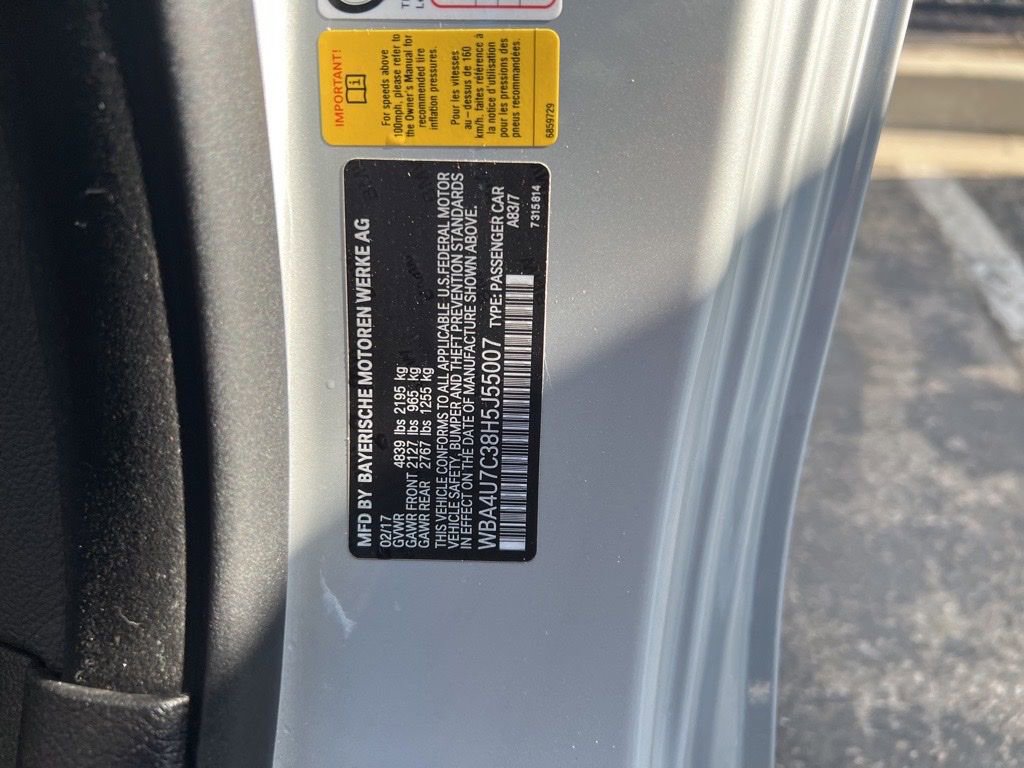 IMPORTANT!
For speeds above
100mph, please refer to
the Owner's Manual for
recommended tire
inflation pressures.
Pour les vitesses
au-dessus de 160
km/h, faites référence à
la notice d'utilisation
pour les pressions des
pneus recommandées.
6859729
MFD BY BAYERISCHE MOTOREN WERKE AG
02/17
GVWR 4839 lbs 2195 kg
GAWR FRONT 2127 lbs 965 kg
GAWR REAR 2767 lbs 1255 kg
THIS VEHICLE CONFORMS TO ALL APPLICABLE U.S.FEDERAL MOTOR
VEHICLE SAFETY, BUMPER AND THEFT PREVENTION STANDARDS
IN EFFECT ON THE DATE OF MANUFACTURE SHOWN ABOVE.
WBA4U7C38H5J55007 TYPE: PASSENGER CAR
A83/7
7 315 814